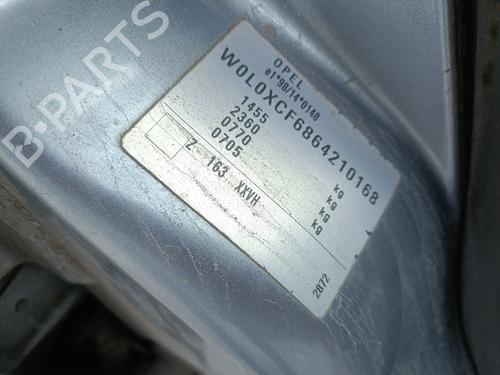 B-PARTS
OPEL
e1*98/14*0148
W0L0XCF6864210168
1455 kg
2360 kg
0770 kg
0705 kg
Z 163 XXVH
2B72